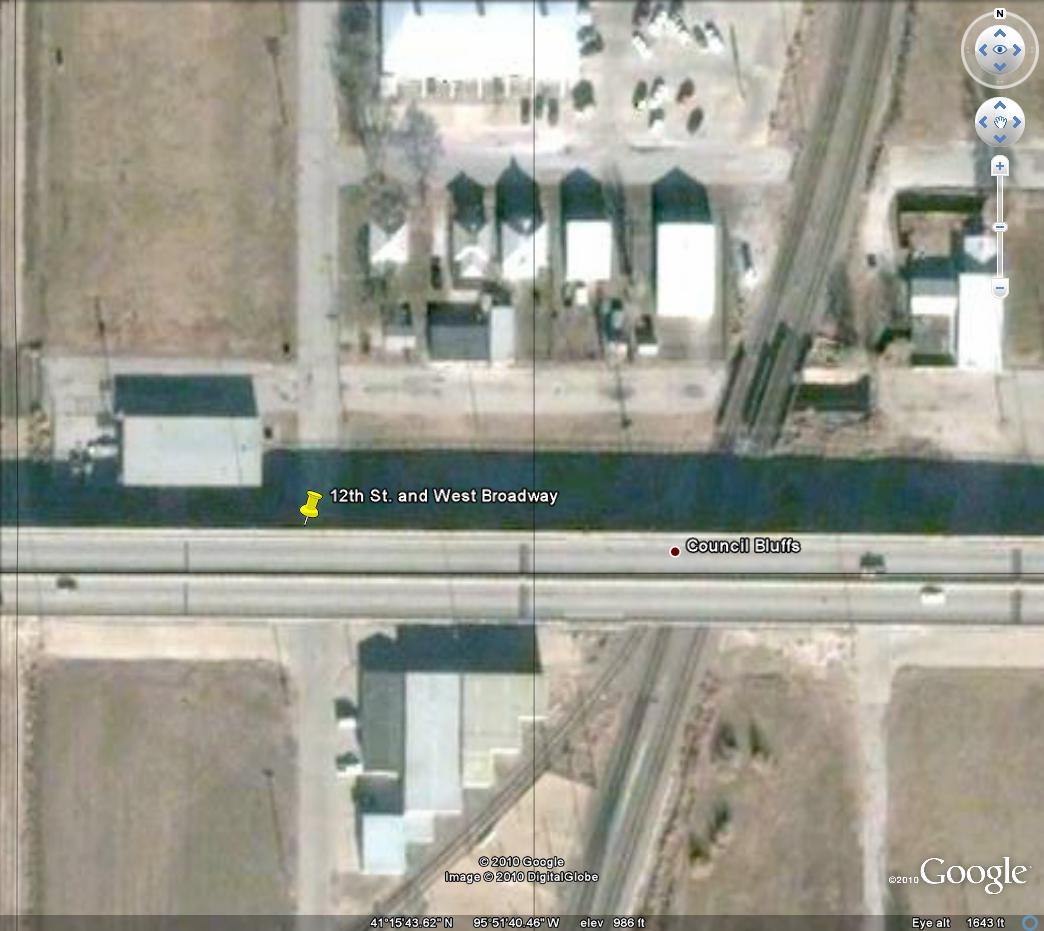 N
12th St. and West Broadway
Council Bluffs
© 2010 Google
Image © 2010 DigitalGlobe
©2010 Google
41°15'43.62" N 95°51'40.46" W elev 986 ft Eye alt 1643 ft